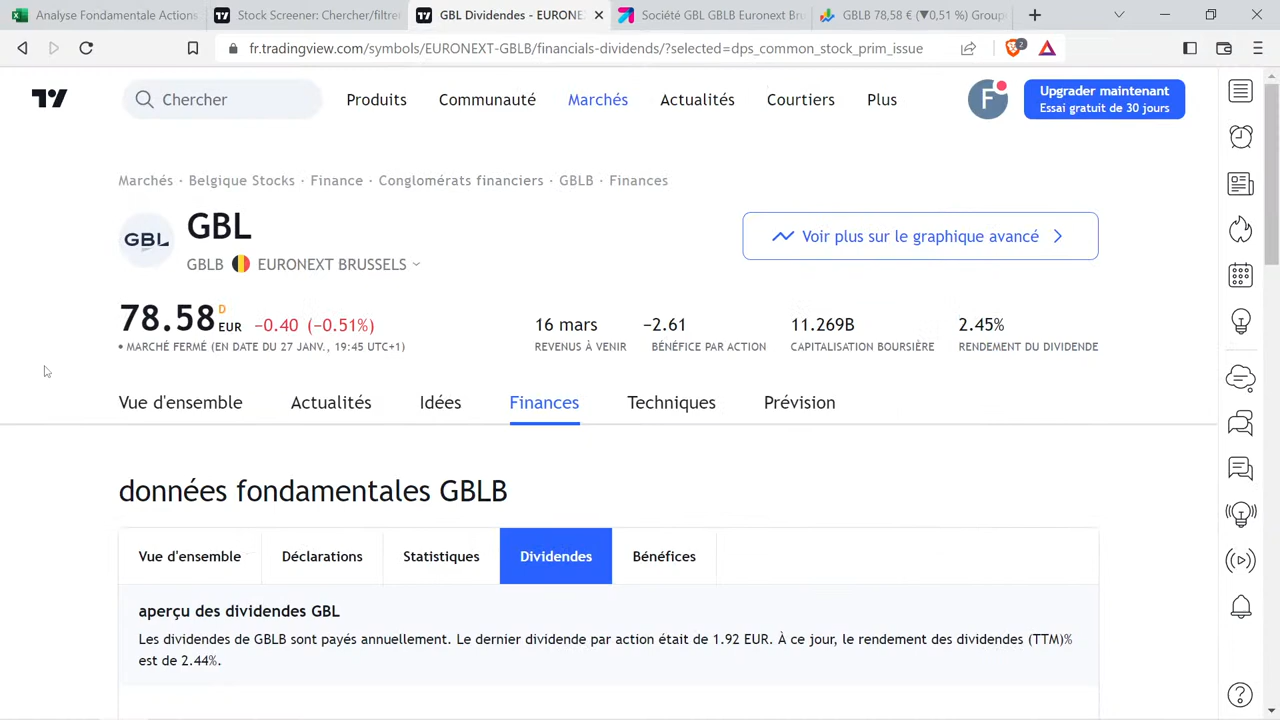 Analyse Fondamentale Actions
Stock Screener: Chercher/filtrer
GBL Dividendes - EURONE
Société GBL GBLB Euronext Bru
GBLB 78,58 € (▼0,51 %) Group
fr.tradingview.com/symbols/EURONEXT-GBLB/financials-dividends/?selected=dps_common_stock_prim_issue
2
Chercher
Produits
Communauté
Marchés
Actualités
Courtiers
Plus
F
Upgrader maintenant
Essai gratuit de 30 jours
Marchés · Belgique Stocks · Finance · Conglomérats financiers · GBLB · Finances
GBL
GBL
GBLB EURONEXT BRUSSELS
Voir plus sur le graphique avancé
78.58 D EUR −0.40 (−0.51%)
• MARCHÉ FERMÉ (EN DATE DU 27 JANV., 19:45 UTC+1)
16 mars
REVENUS À VENIR
−2.61
BÉNÉFICE PAR ACTION
11.269B
CAPITALISATION BOURSIÈRE
2.45%
RENDEMENT DU DIVIDENDE
Vue d'ensemble
Actualités
Idées
Finances
Techniques
Prévision
données fondamentales GBLB
Vue d'ensemble
Déclarations
Statistiques
Dividendes
Bénéfices
aperçu des dividendes GBL
Les dividendes de GBLB sont payés annuellement. Le dernier dividende par action était de 1.92 EUR. À ce jour, le rendement des dividendes (TTM)%
est de 2.44%.